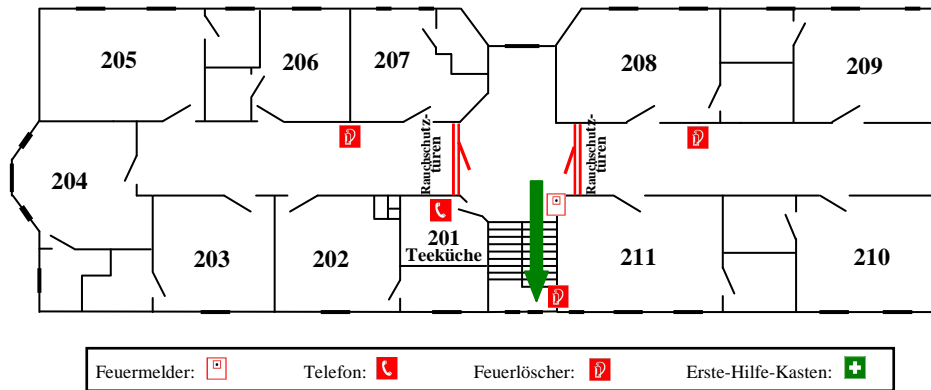 205
206
207
208
209
Rauchschutz-
türen
Rauchschutz-
türen
204
203
202
201
Teeküche
211
210
Feuermelder:
Telefon:
Feuerlöscher:
Erste-Hilfe-Kasten: